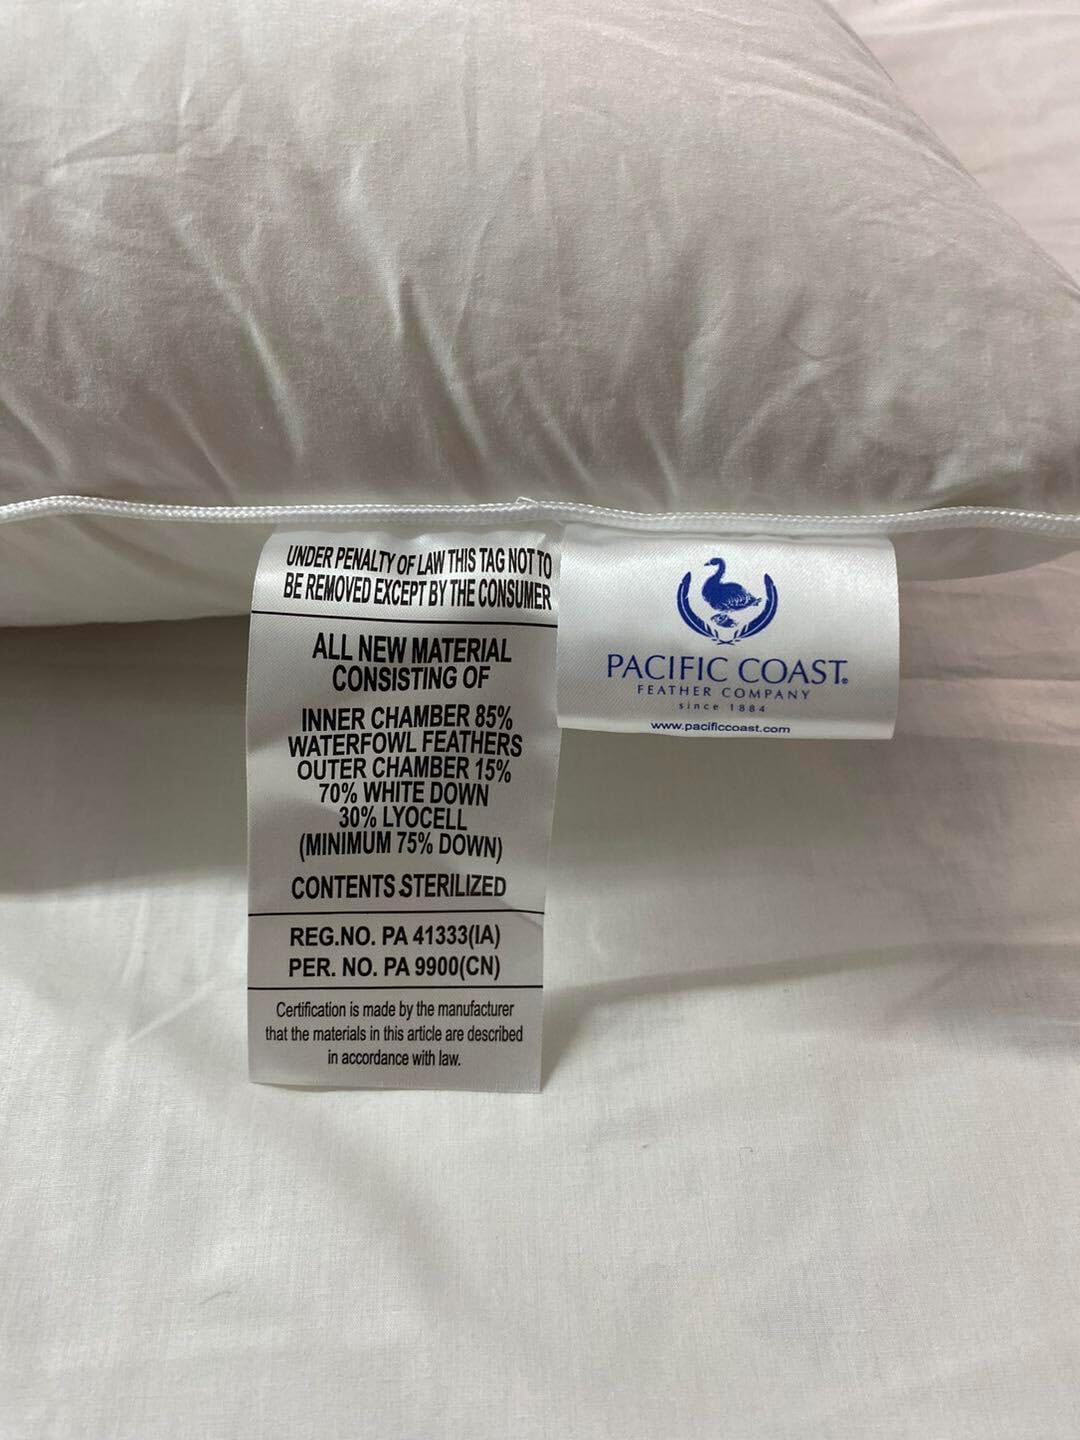 UNDER PENALTY OF LAW THIS TAG NOT TO
BE REMOVED EXCEPT BY THE CONSUMER
ALL NEW MATERIAL
CONSISTING OF
INNER CHAMBER 85%
WATERFOWL FEATHERS
OUTER CHAMBER 15%
70% WHITE DOWN
30% LYOCELL
(MINIMUM 75% DOWN)
CONTENTS STERILIZED
REG.NO. PA 41333(IA)
PER. NO. PA 9900(CN)
Certification is made by the manufacturer
that the materials in this article are described
in accordance with law.
PACIFIC COAST®
FEATHER COMPANY
since 1884
www.pacificcoast.com